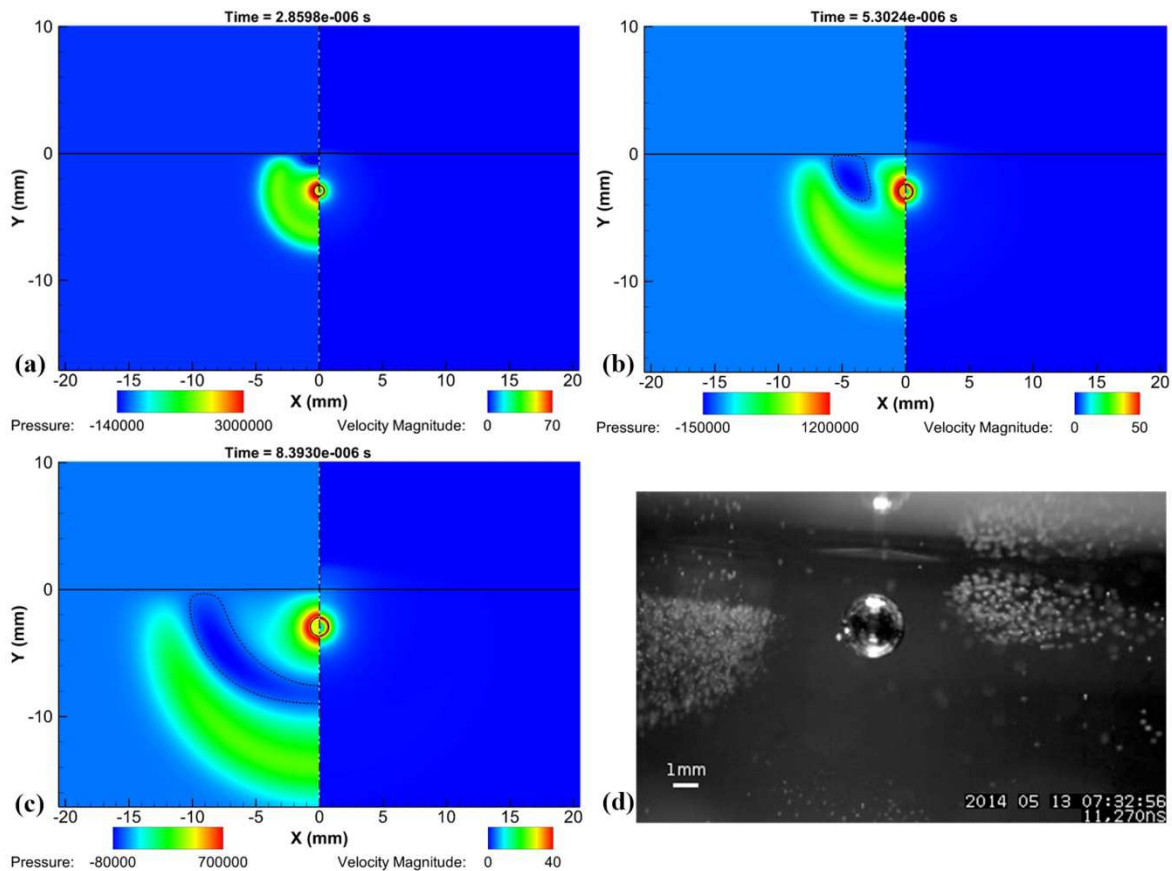 Time = 2.8598e-006 s
10
0
-10
Y (mm)
-20 -15 -10 -5 0 5 10 15 20
X (mm)
(a)
Pressure: -140000 3000000 Velocity Magnitude: 0 70
Time = 5.3024e-006 s
10
0
-10
Y (mm)
-20 -15 -10 -5 0 5 10 15 20
X (mm)
(b)
Pressure: -150000 1200000 Velocity Magnitude: 0 50
Time = 8.3930e-006 s
10
0
-10
Y (mm)
-20 -15 -10 -5 0 5 10 15 20
X (mm)
(c)
Pressure: -80000 700000 Velocity Magnitude: 0 40
1mm
(d)
2014 05 13 07:32:56
11,270ns